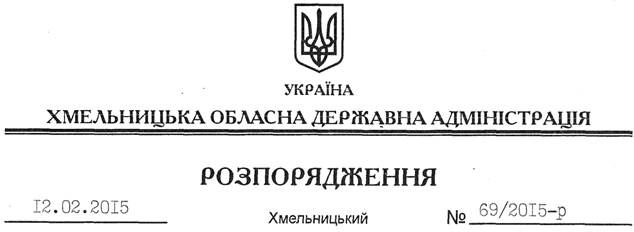 УКРАЇНА
ХМЕЛЬНИЦЬКА ОБЛАСНА ДЕРЖАВНА АДМІНІСТРАЦІЯ
РОЗПОРЯДЖЕННЯ
12.02.2015 Хмельницький № 69/2015-р